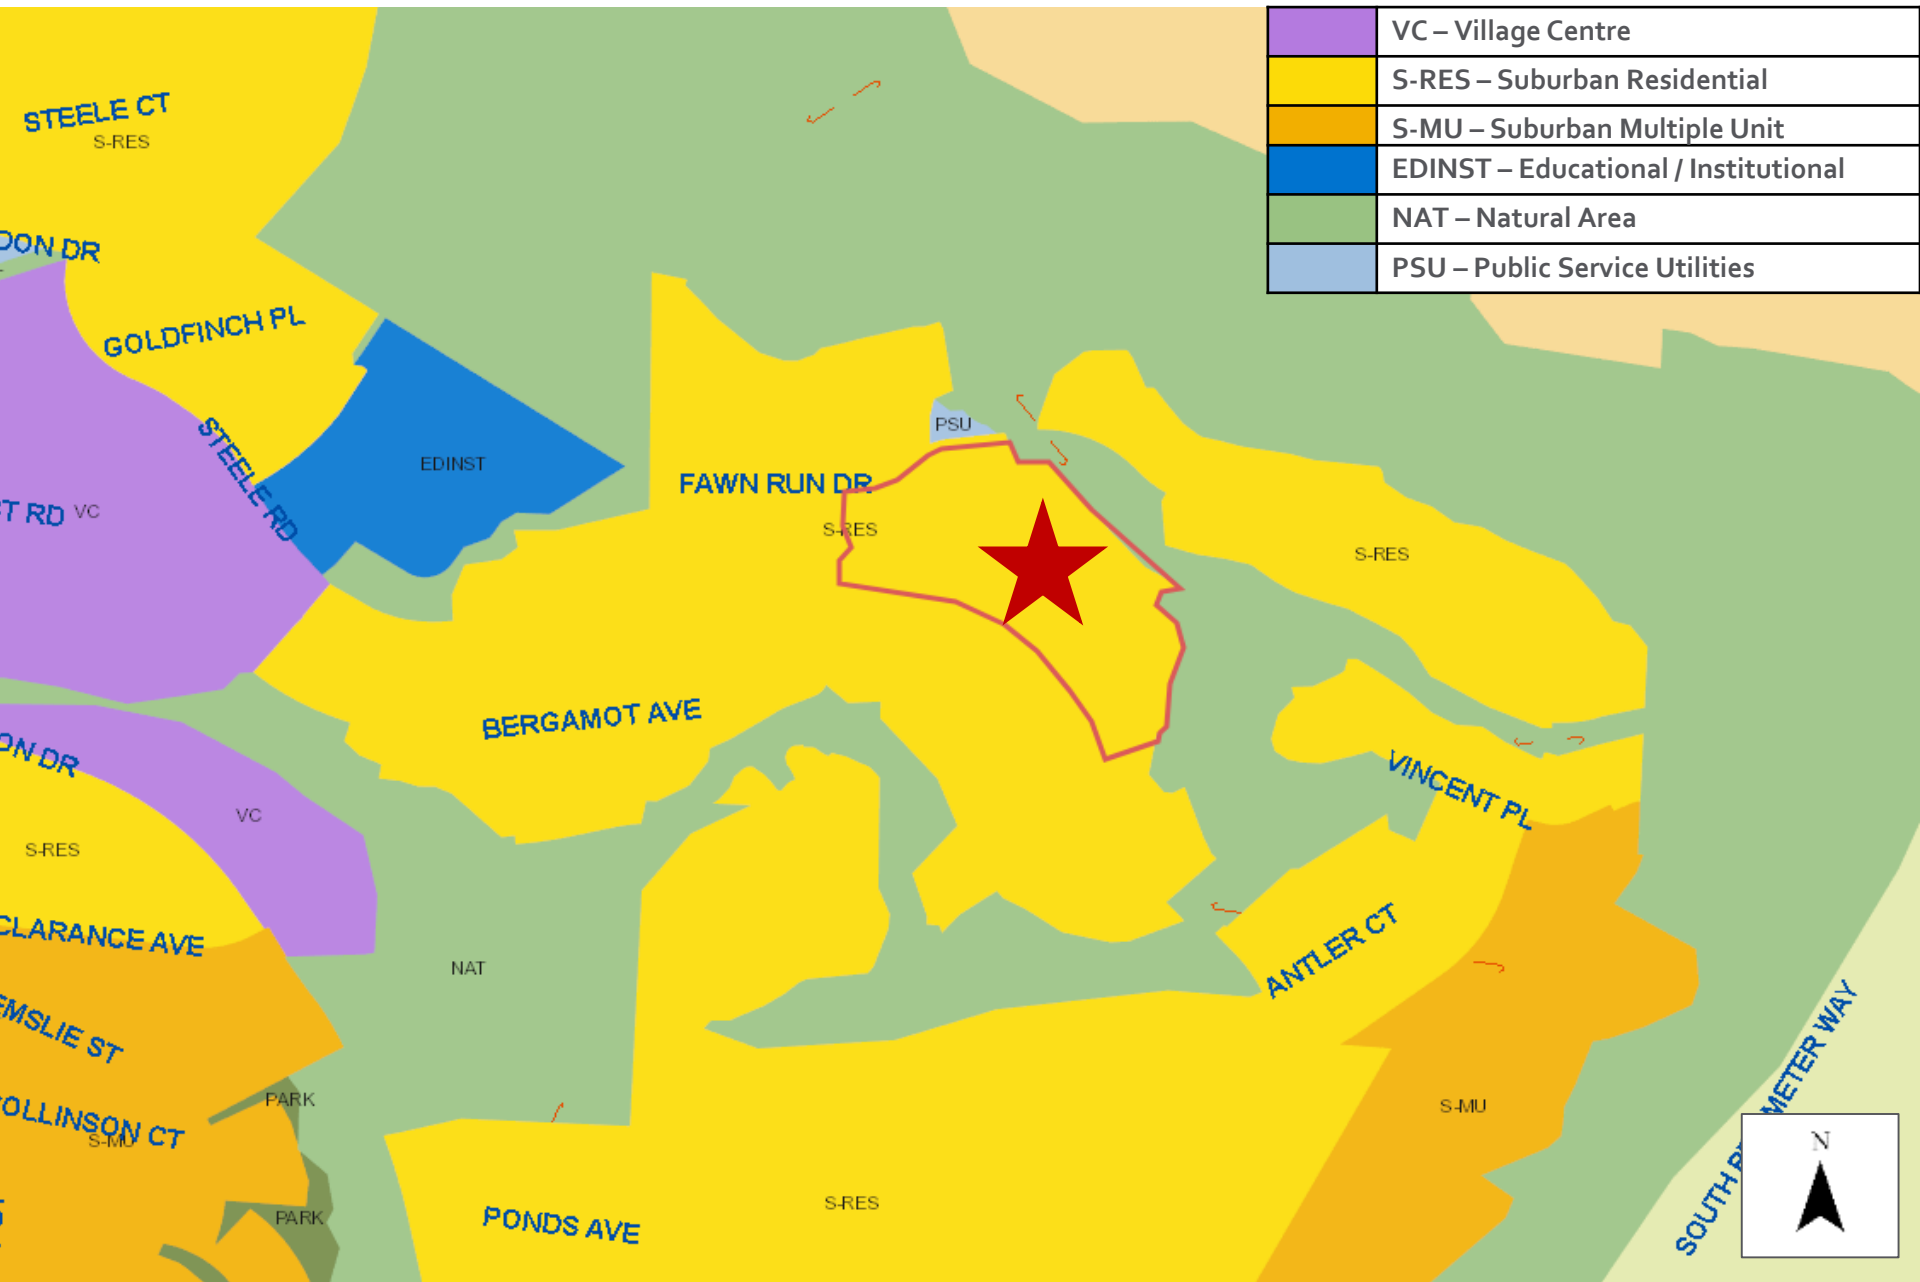 VC – Village Centre
S-RES – Suburban Residential
S-MU – Suburban Multiple Unit
EDINST – Educational / Institutional
NAT – Natural Area
PSU – Public Service Utilities
STEELE CT
S-RES
DON DR
GOLDFINCH PL
STEELE RD
EDINST
T RD
VC
PSU
FAWN RUN DR
S-RES
S-RES
BERGAMOT AVE
ON DR
VC
S-RES
VINCENT PL
CLARANCE AVE
NAT
ANTLER CT
EMSLIE ST
PARK
OLLINSON CT
S-MU
S-MU
PARK
PONDS AVE
S-RES
SOUTH
METER WAY
N